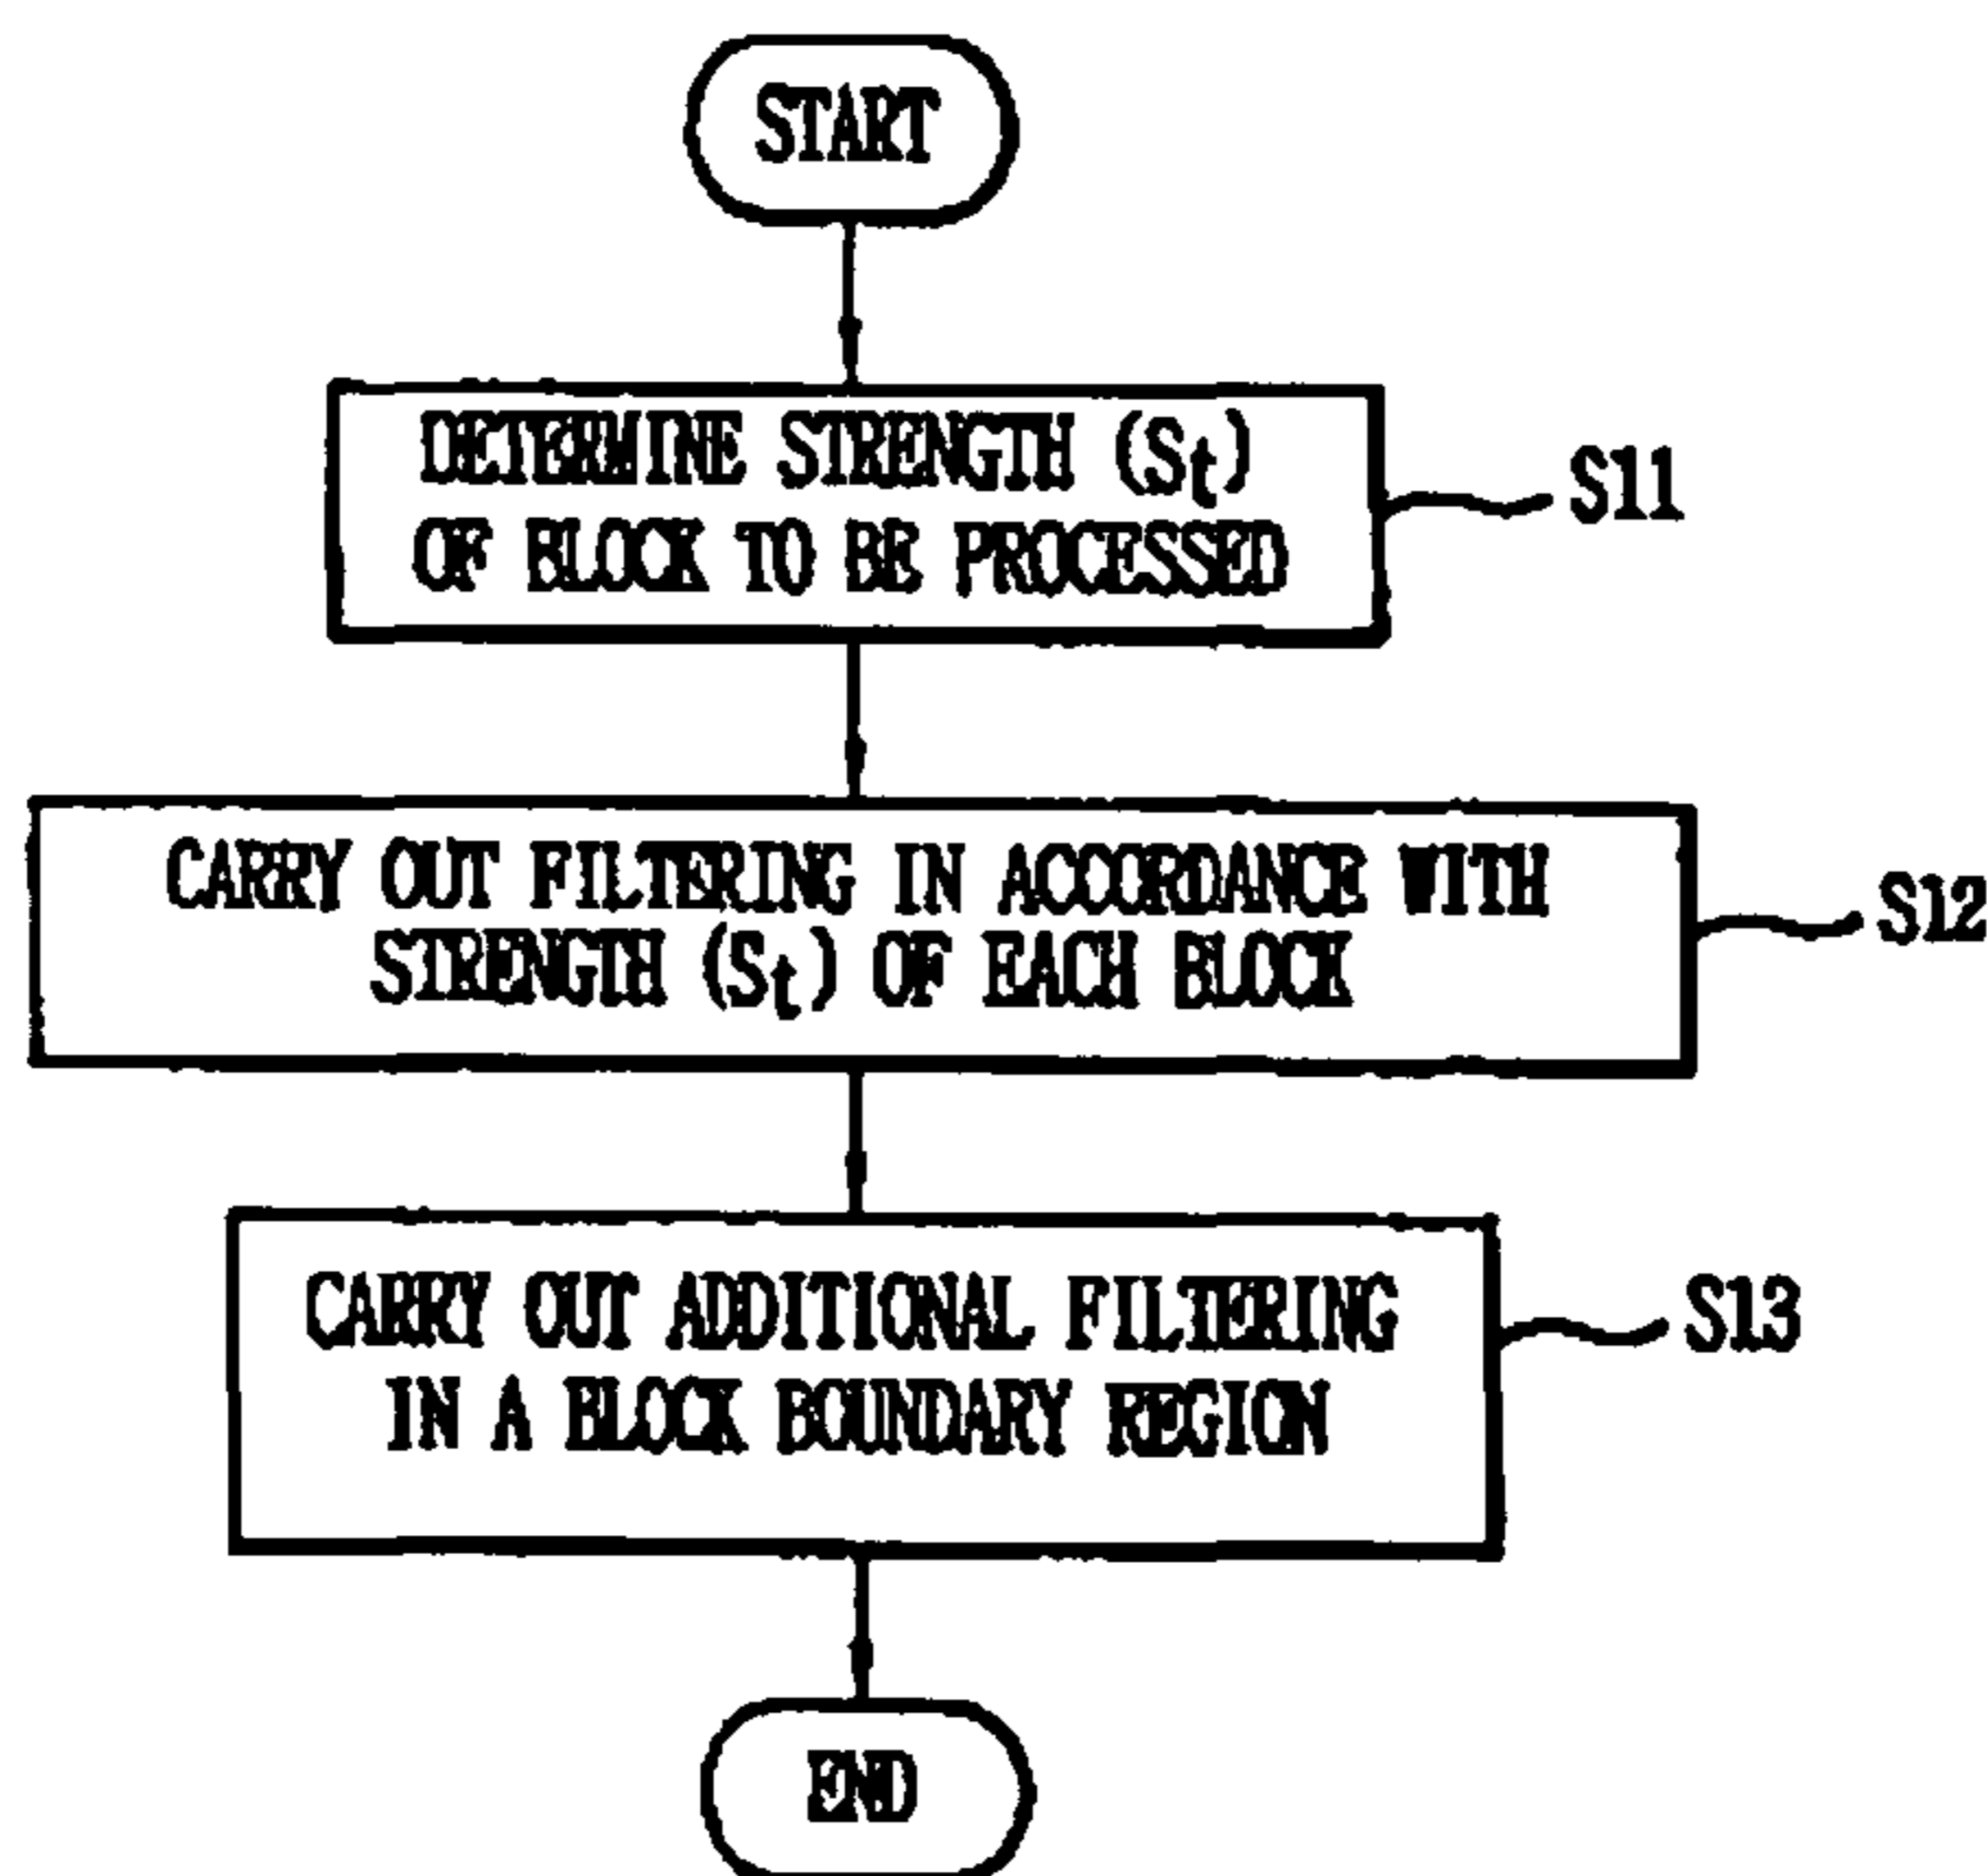 START
DETERMINE STRENGTH (St)
OF BLOCK TO BE PROCESSED
S11
CARRY OUT FILTERING IN ACCORDANCE WITH
STRENGTH (St) OF EACH BLOCK
S12
CARRY OUT ADDITIONAL FILTERING
IN A BLOCK BOUNDARY REGION
S13
END